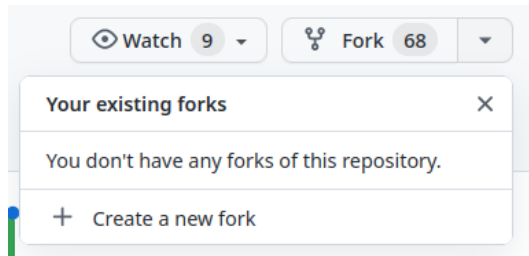 Watch 9
Fork 68
Your existing forks
You don't have any forks of this repository.
Create a new fork